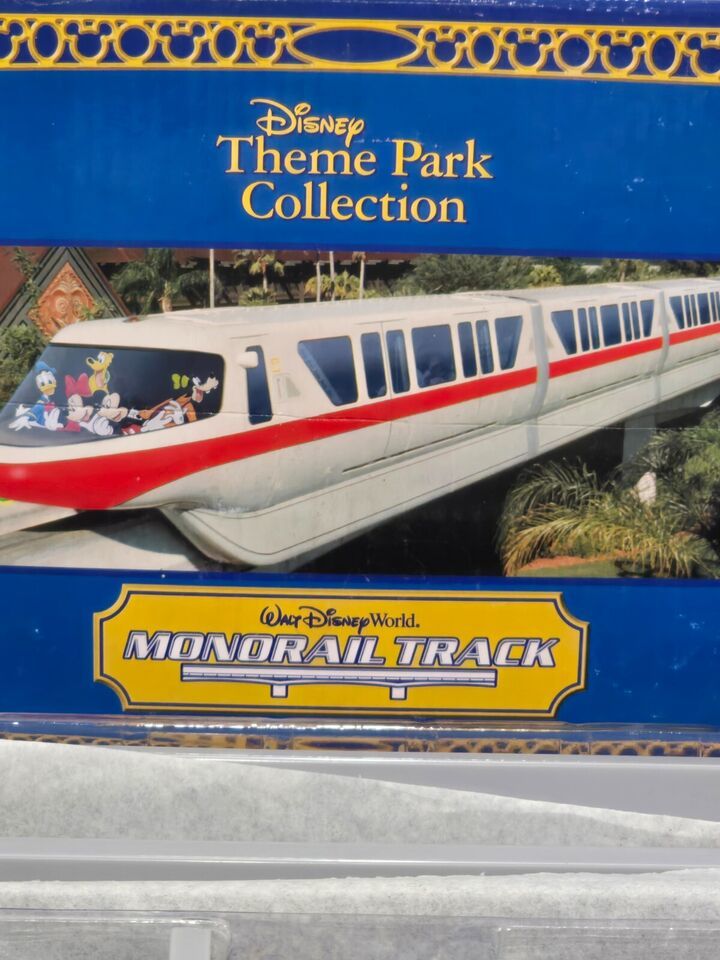 Disney
Theme Park
Collection
Walt Disney World.
MONORAIL TRACK